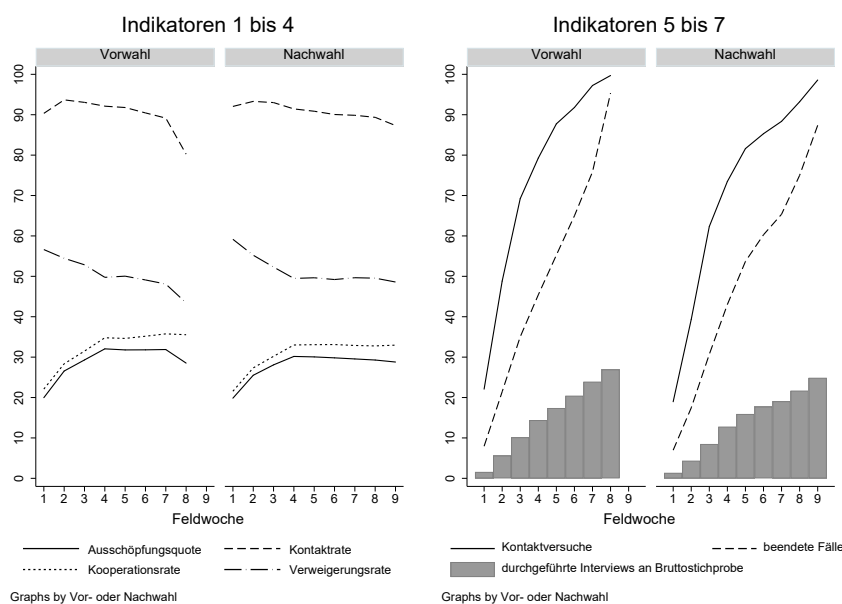 Indikatoren 1 bis 4
Vorwahl Nachwahl
100
90
80
70
60
50
40
30
20
10
0
1 2 3 4 5 6 7 8 9 1 2 3 4 5 6 7 8 9
Feldwoche
Ausschöpfungsquote Kontaktrate
Kooperationsrate Verweigerungsrate
Graphs by Vor- oder Nachwahl
Indikatoren 5 bis 7
Vorwahl Nachwahl
100
90
80
70
60
50
40
30
20
10
0
1 2 3 4 5 6 7 8 9 1 2 3 4 5 6 7 8 9
Feldwoche
Kontaktversuche beendete Fälle
durchgeführte Interviews an Bruttostichprobe
Graphs by Vor- oder Nachwahl